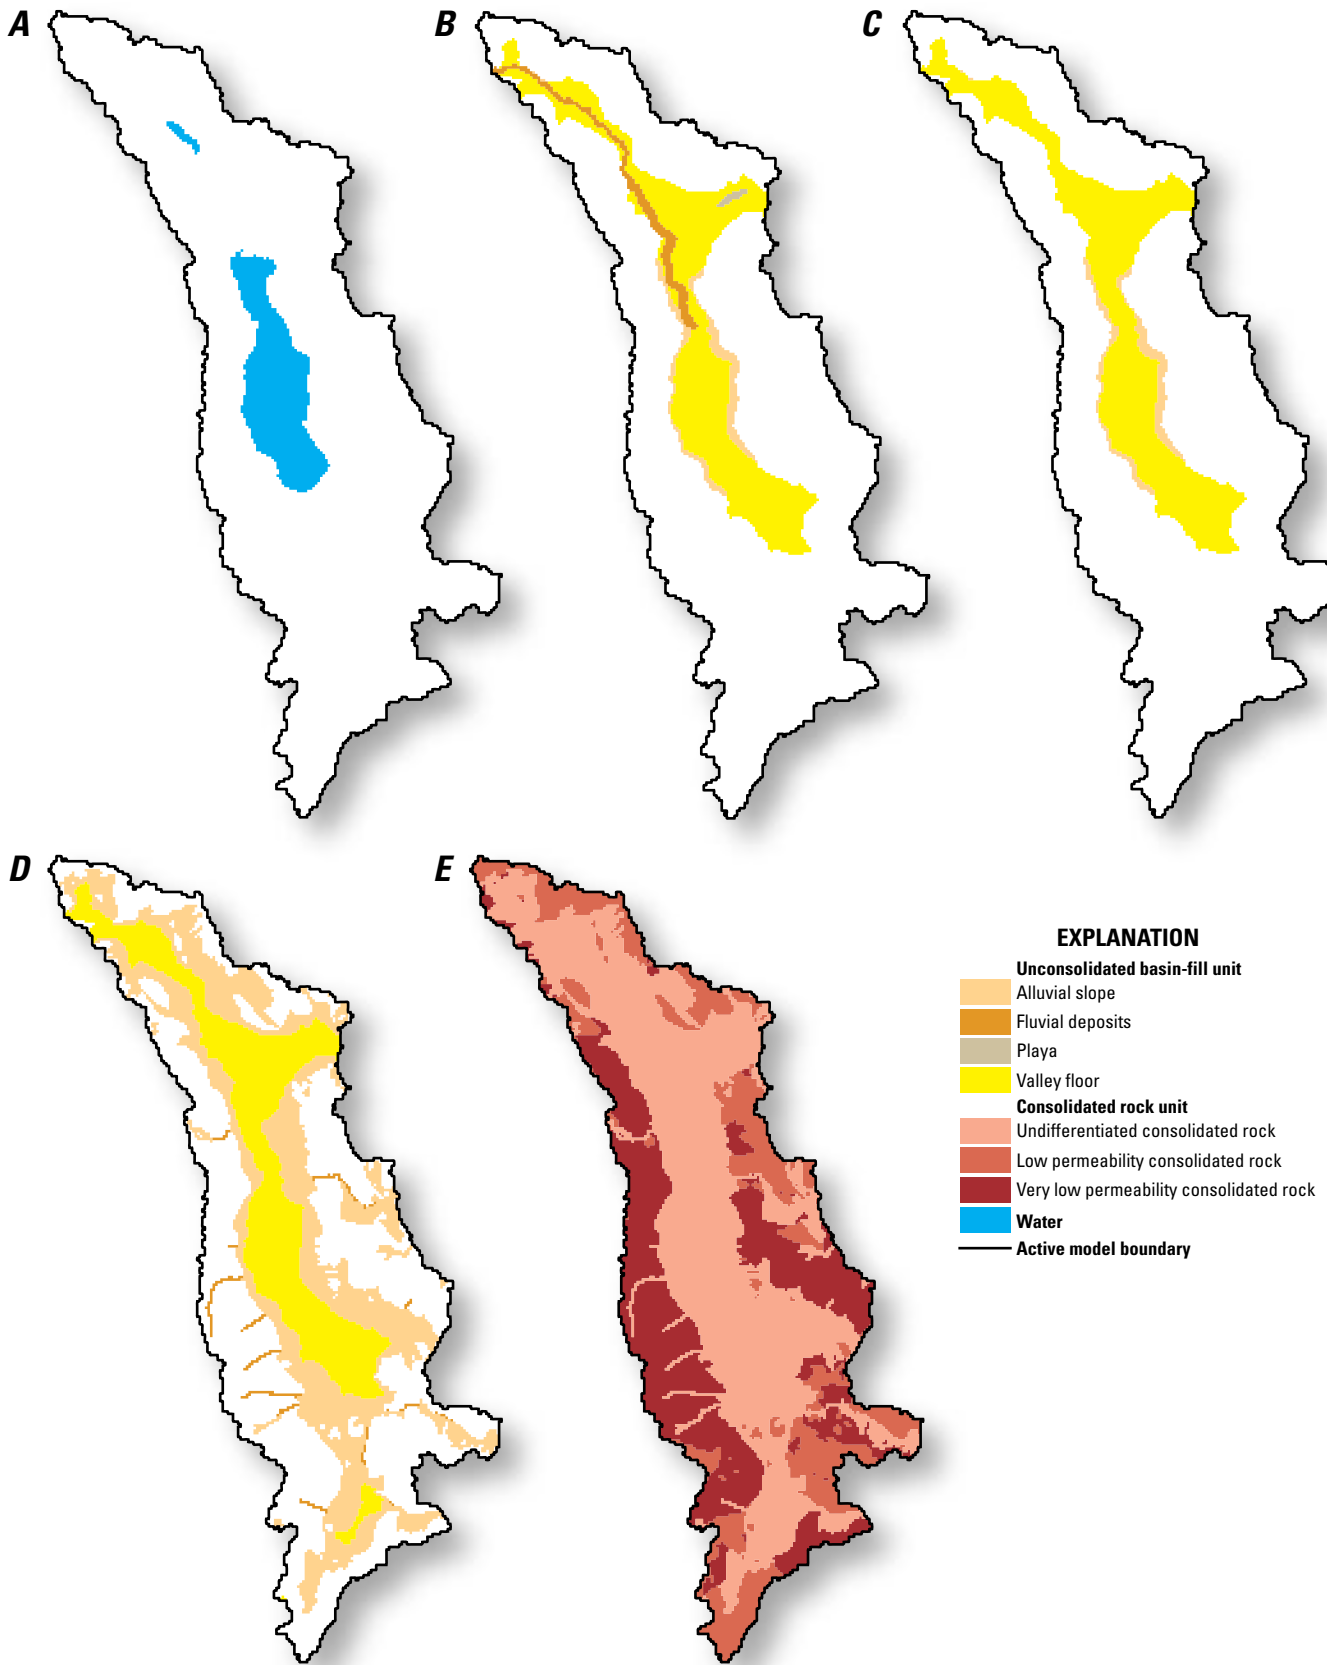 A
B
C
D
E
EXPLANATION
Unconsolidated basin-fill unit
Alluvial slope
Fluvial deposits
Playa
Valley floor
Consolidated rock unit
Undifferentiated consolidated rock
Low permeability consolidated rock
Very low permeability consolidated rock
Water
Active model boundary